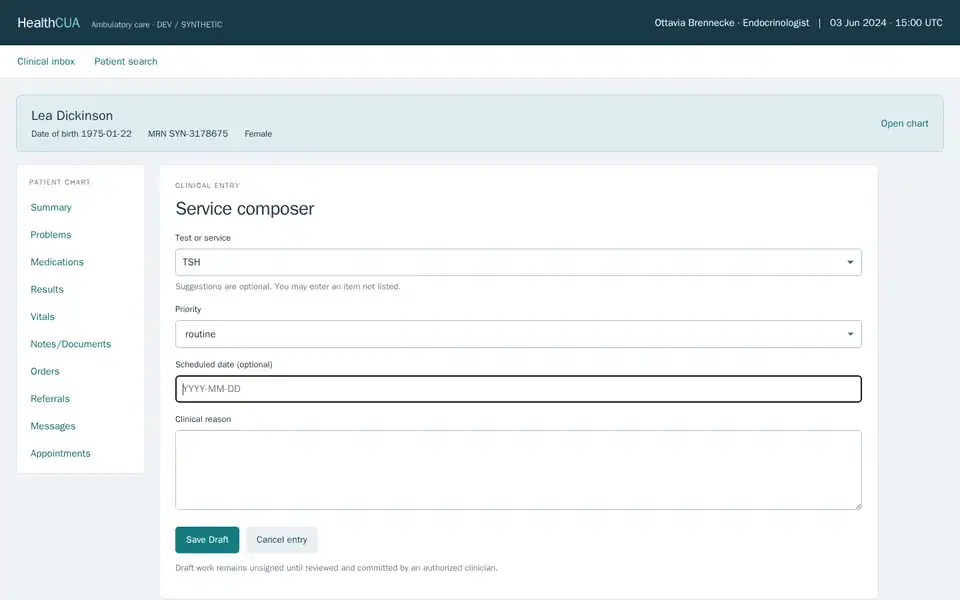 HealthCUA Ambulatory care · DEV / SYNTHETIC
Ottavia Brennecke · Endocrinologist | 03 Jun 2024 · 15:00 UTC
Clinical inbox Patient search
Lea Dickinson
Date of birth 1975-01-22 MRN SYN-3178675 Female
Open chart
PATIENT CHART
Summary
Problems
Medications
Results
Vitals
Notes/Documents
Orders
Referrals
Messages
Appointments
CLINICAL ENTRY
Service composer
Test or service
TSH
Suggestions are optional. You may enter an item not listed.
Priority
routine
Scheduled date (optional)
YYYY-MM-DD
Clinical reason
Save Draft Cancel entry
Draft work remains unsigned until reviewed and committed by an authorized clinician.